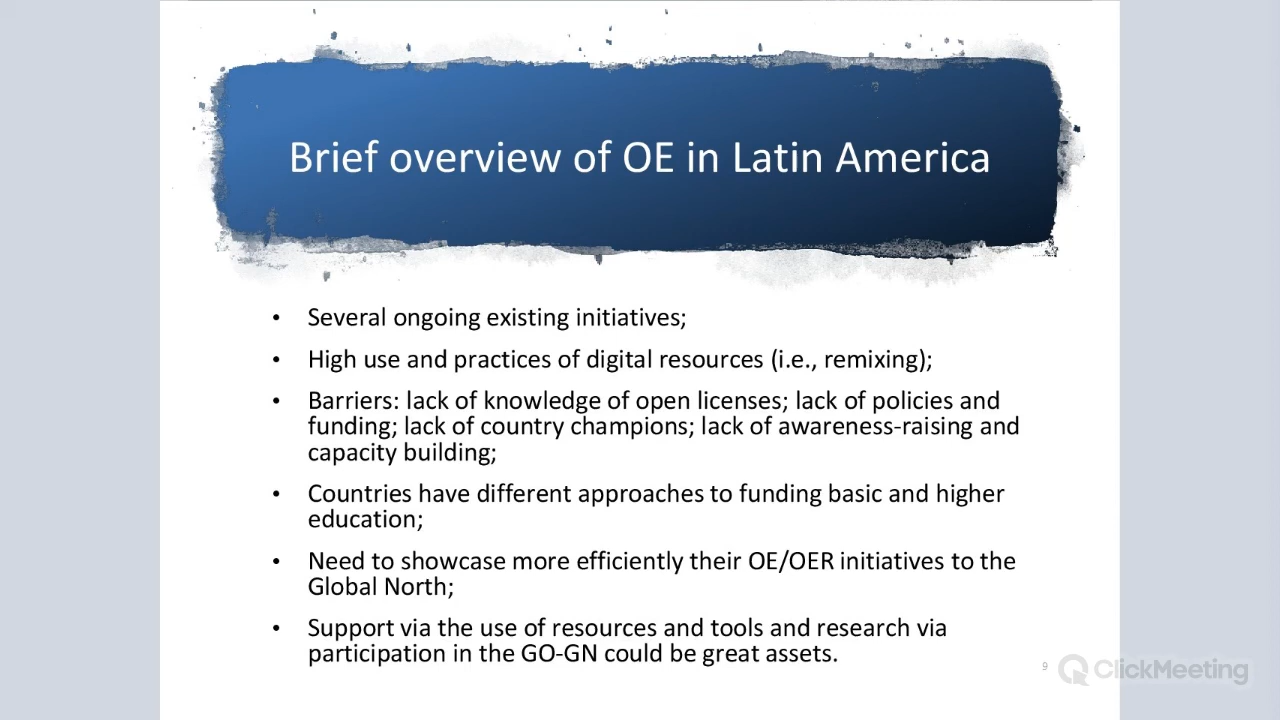 Brief overview of OE in Latin America
• Several ongoing existing initiatives;
• High use and practices of digital resources (i.e., remixing);
• Barriers: lack of knowledge of open licenses; lack of policies and
funding; lack of country champions; lack of awareness-raising and
capacity building;
• Countries have different approaches to funding basic and higher
education;
• Need to showcase more efficiently their OE/OER initiatives to the
Global North;
• Support via the use of resources and tools and research via
participation in the GO-GN could be great assets.
9
ClickMeeting